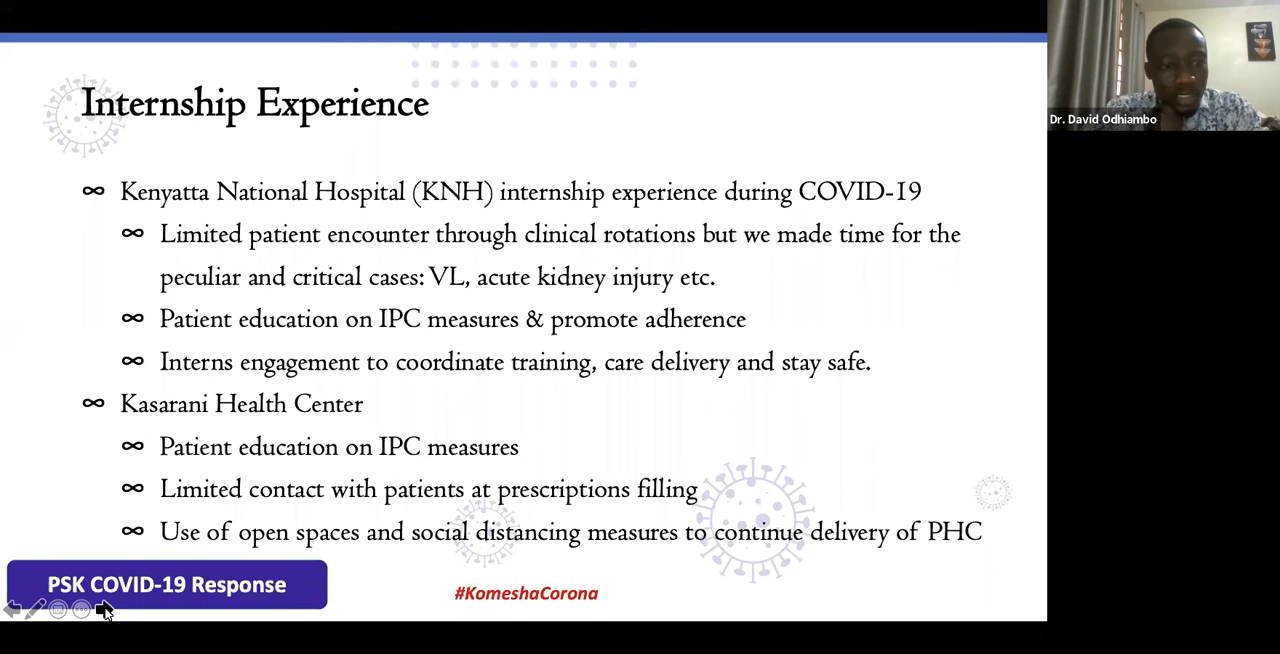 Internship Experience
∞ Kenyatta National Hospital (KNH) internship experience during COVID-19
∞ Limited patient encounter through clinical rotations but we made time for the
peculiar and critical cases: VL, acute kidney injury etc.
∞ Patient education on IPC measures & promote adherence
∞ Interns engagement to coordinate training, care delivery and stay safe.
∞ Kasarani Health Center
∞ Patient education on IPC measures
∞ Limited contact with patients at prescriptions filling
∞ Use of open spaces and social distancing measures to continue delivery of PHC
PSK COVID-19 Response
#KomeshaCorona
Dr. David Odhiambo